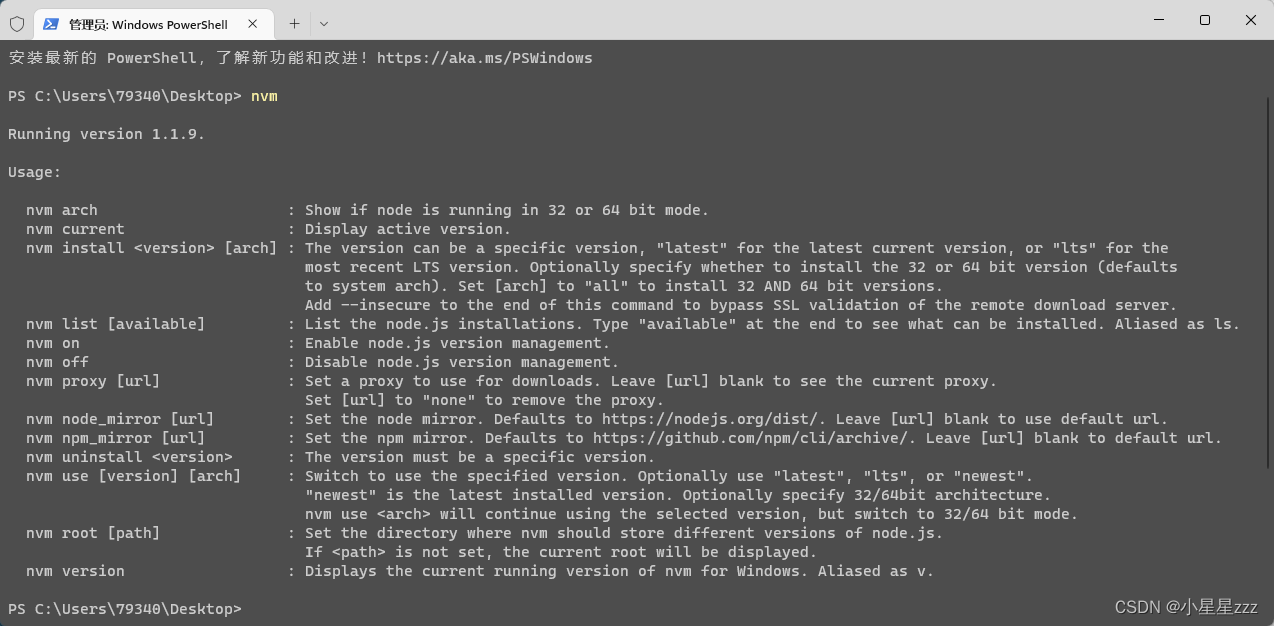 管理员: Windows PowerShell
安装最新的 PowerShell，了解新功能和改进！https://aka.ms/PSWindows
PS C:\Users\79340\Desktop> nvm
Running version 1.1.9.
Usage:
nvm arch : Show if node is running in 32 or 64 bit mode.
nvm current : Display active version.
nvm install <version> [arch] : The version can be a specific version, "latest" for the latest current version, or "lts" for the
most recent LTS version. Optionally specify whether to install the 32 or 64 bit version (defaults
to system arch). Set [arch] to "all" to install 32 AND 64 bit versions.
Add --insecure to the end of this command to bypass SSL validation of the remote download server.
nvm list [available] : List the node.js installations. Type "available" at the end to see what can be installed. Aliased as ls.
nvm on : Enable node.js version management.
nvm off : Disable node.js version management.
nvm proxy [url] : Set a proxy to use for downloads. Leave [url] blank to see the current proxy.
Set [url] to "none" to remove the proxy.
nvm node_mirror [url] : Set the node mirror. Defaults to https://nodejs.org/dist/. Leave [url] blank to use default url.
nvm npm_mirror [url] : Set the npm mirror. Defaults to https://github.com/npm/cli/archive/. Leave [url] blank to default url.
nvm uninstall <version> : The version must be a specific version.
nvm use [version] [arch] : Switch to use the specified version. Optionally use "latest", "lts", or "newest".
"newest" is the latest installed version. Optionally specify 32/64bit architecture.
nvm use <arch> will continue using the selected version, but switch to 32/64 bit mode.
nvm root [path] : Set the directory where nvm should store different versions of node.js.
If <path> is not set, the current root will be displayed.
nvm version : Displays the current running version of nvm for Windows. Aliased as v.
PS C:\Users\79340\Desktop>
CSDN @小星星zzz